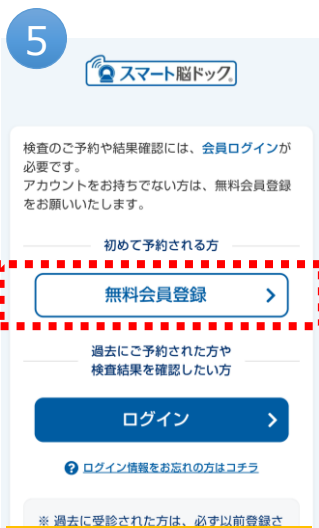 5
スマート脳ドック®
検査のご予約や結果確認には、会員ログインが
必要です。
アカウントをお持ちでない方は、無料会員登録
をお願いいたします。
初めて予約される方
無料会員登録
過去にご予約された方や
検査結果を確認したい方
ログイン
? ログイン情報をお忘れの方はコチラ
※ 過去に受診された方は、必ず以前登録さ